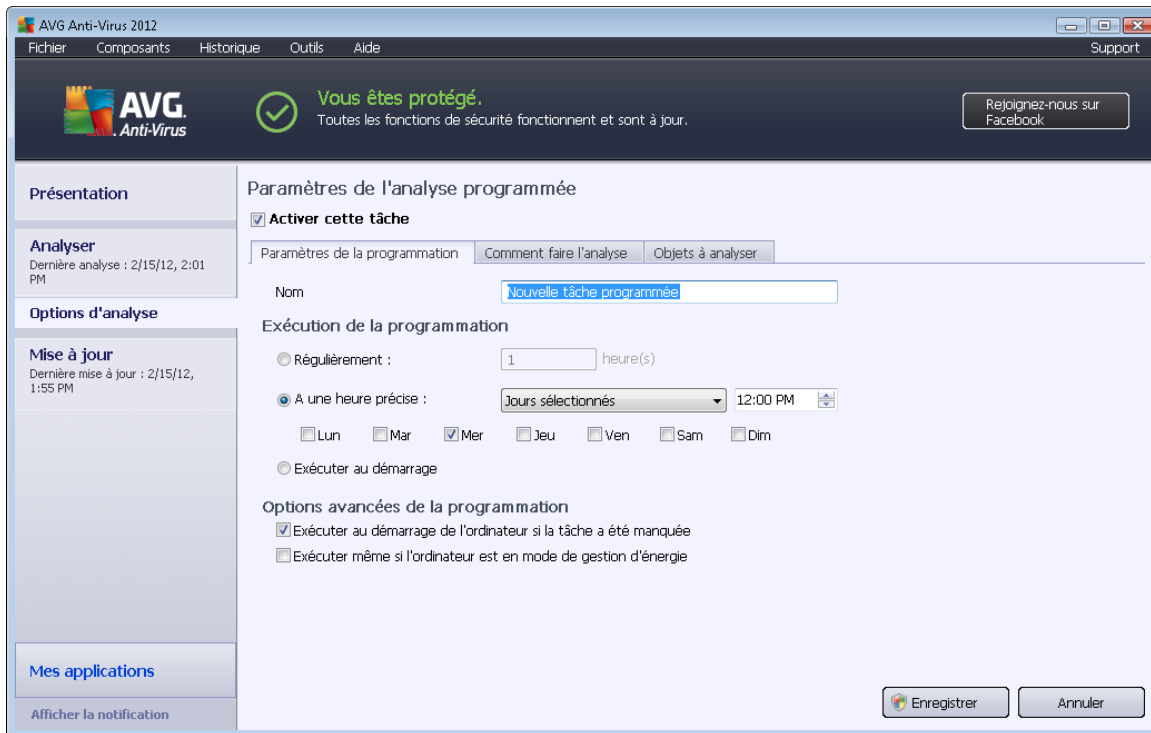 AVG Anti-Virus 2012
Fichier Composants Historique Outils Aide Support
AVG.
Anti-Virus
Vous êtes protégé.
Toutes les fonctions de sécurité fonctionnent et sont à jour.
Rejoignez-nous sur
Facebook
Présentation
Analyser
Dernière analyse : 2/15/12, 2:01
PM
Options d'analyse
Mise à jour
Dernière mise à jour : 2/15/12,
1:55 PM
Mes applications
Afficher la notification
Paramètres de l'analyse programmée
Activer cette tâche
Paramètres de la programmation Comment faire l'analyse Objets à analyser
Nom Nouvelle tâche programmée
Exécution de la programmation
Régulièrement : 1 heure(s)
A une heure précise : Jours sélectionnés 12:00 PM
Lun Mar Mer Jeu Ven Sam Dim
Exécuter au démarrage
Options avancées de la programmation
Exécuter au démarrage de l'ordinateur si la tâche a été manquée
Exécuter même si l'ordinateur est en mode de gestion d'énergie
Enregistrer Annuler